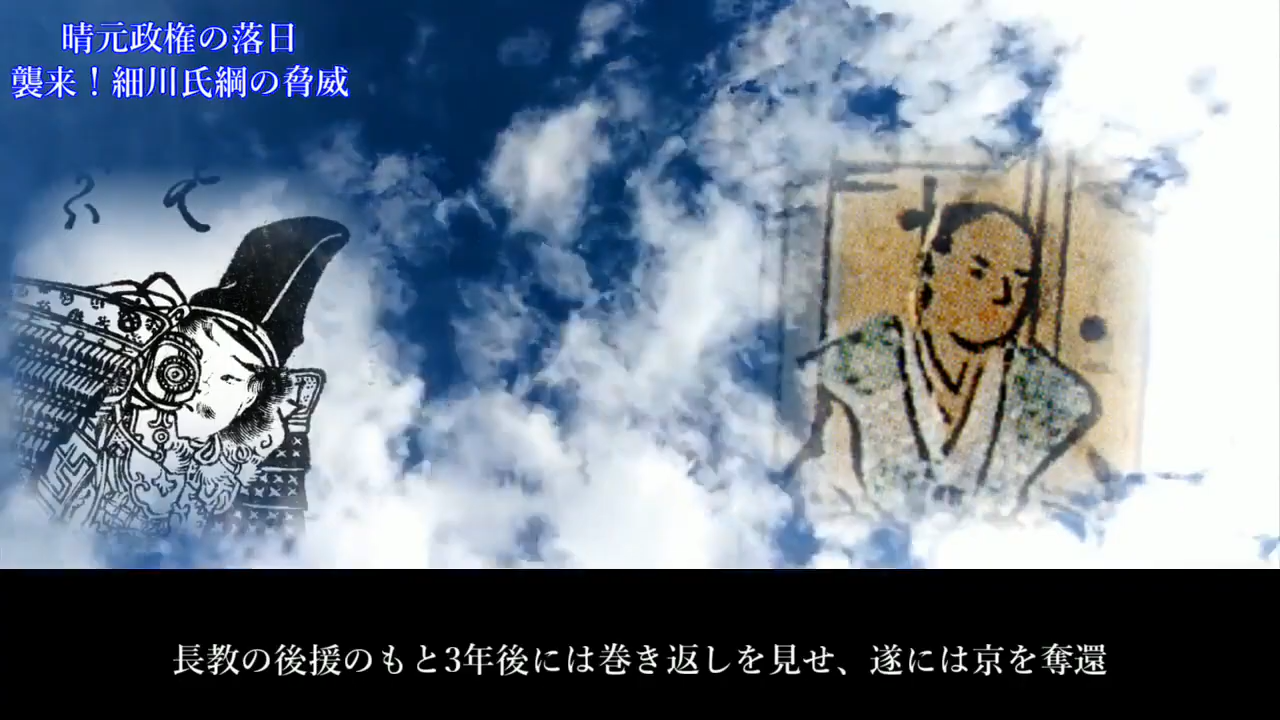 晴元政権の落日
襲来！細川氏綱の脅威
長教の後援のもと3年後には巻き返しを見せ、遂には京を奪還